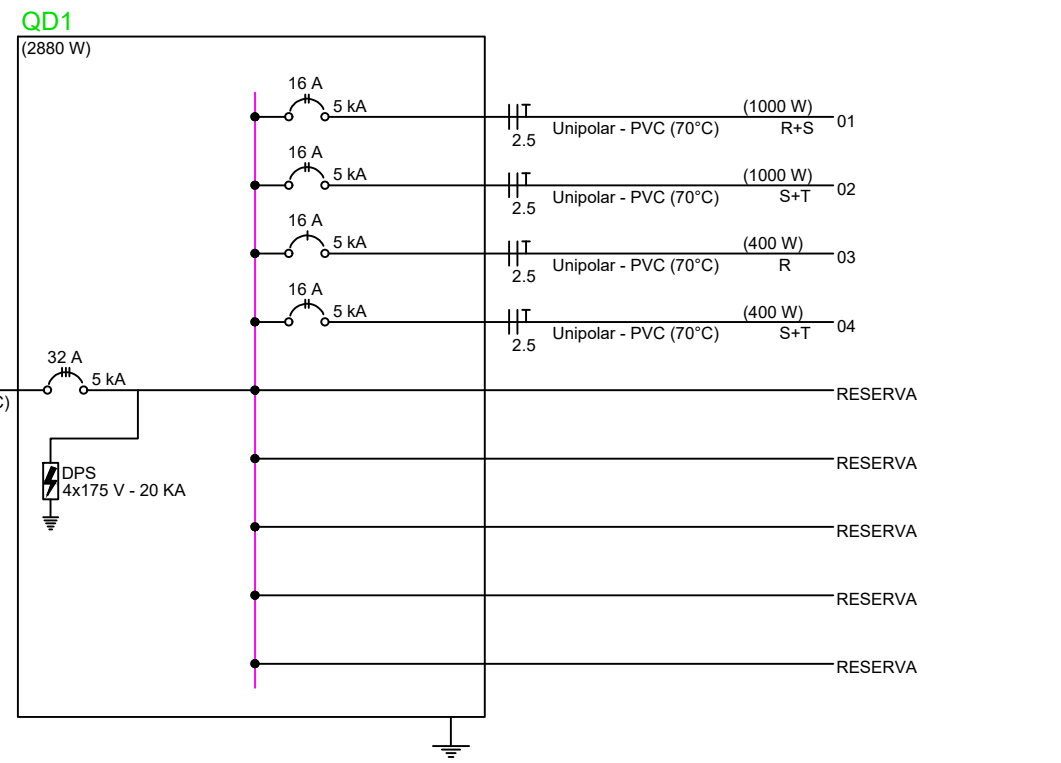 QD1
(2880 W)
16 A
5 kA
T
2.5
Unipolar - PVC (70°C)
(1000 W)
R+S
01
16 A
5 kA
T
2.5
Unipolar - PVC (70°C)
(1000 W)
S+T
02
16 A
5 kA
T
2.5
Unipolar - PVC (70°C)
(400 W)
R
03
16 A
5 kA
T
2.5
Unipolar - PVC (70°C)
(400 W)
S+T
04
32 A
5 kA
C)
RESERVA
DPS
4x175 V - 20 KA
RESERVA
RESERVA
RESERVA
RESERVA